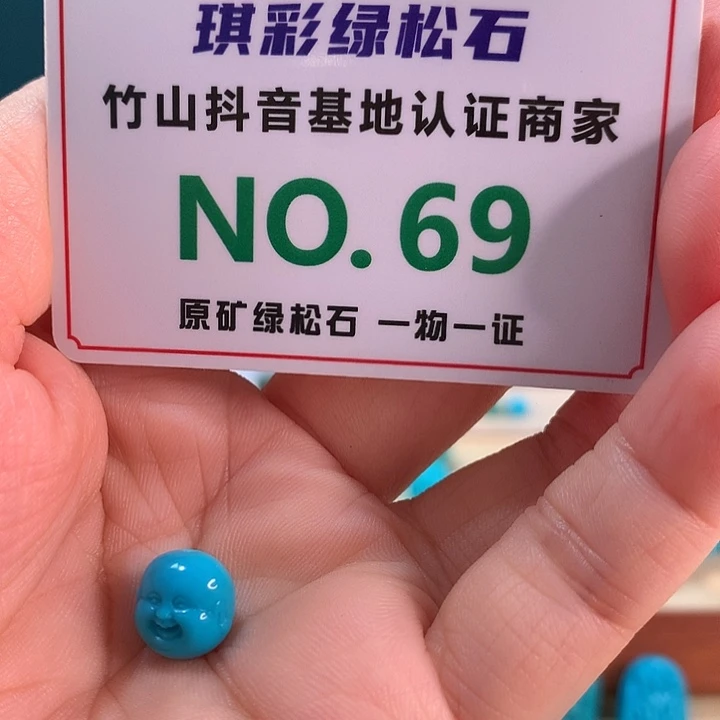 琪彩绿松石
竹山抖音基地认证商家
NO.69
原矿绿松石 一物一证